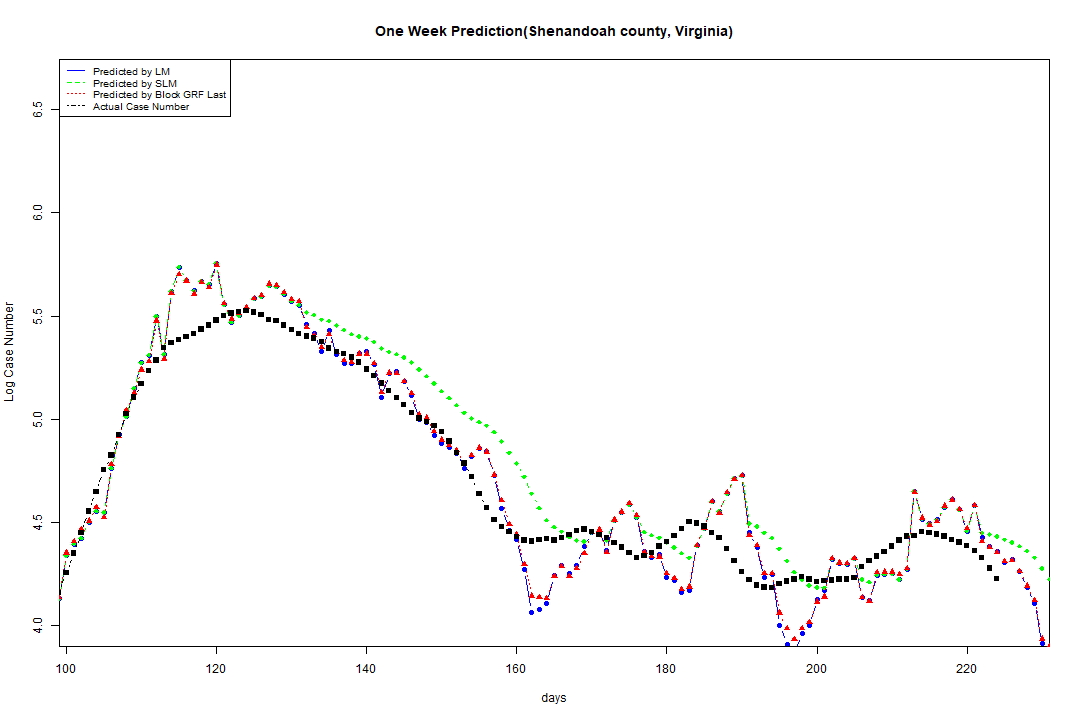 One Week Prediction(Shenandoah county, Virginia)
Predicted by LM
Predicted by SLM
Predicted by Block GRF Last
Actual Case Number
6.5
6.0
5.5
5.0
4.5
4.0
Log Case Number
100 120 140 160 180 200 220
days